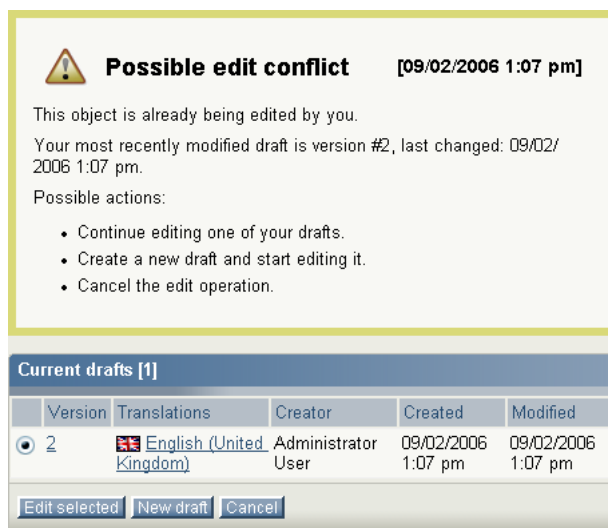 Possible edit conflict [09/02/2006 1:07 pm]
This object is already being edited by you.
Your most recently modified draft is version #2, last changed: 09/02/
2006 1:07 pm.
Possible actions:
• Continue editing one of your drafts.
• Create a new draft and start editing it.
• Cancel the edit operation.
Current drafts [1]
Version Translations Creator Created Modified
2 English (United Administrator 09/02/2006 09/02/2006
Kingdom) User 1:07 pm 1:07 pm
Edit selected New draft Cancel